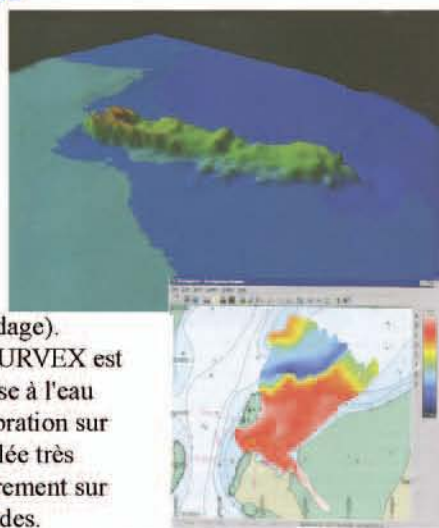 dage).
URVEX est
se à l'eau
oration sur
lée très
rement sur
des.